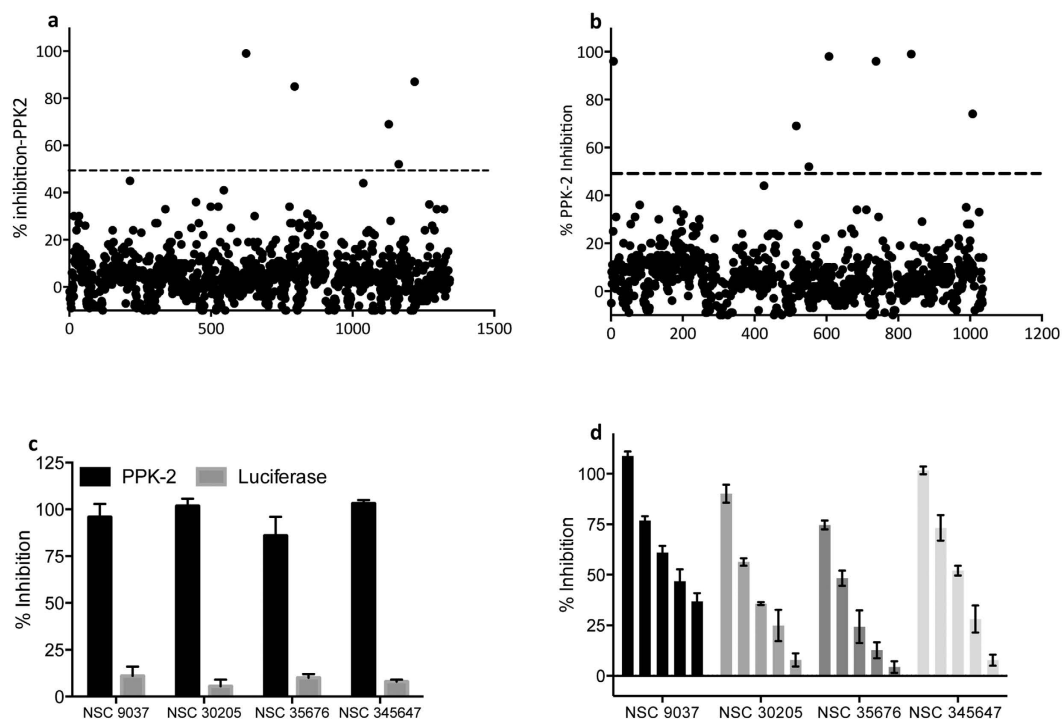 a
% inhibition-PPK2
100
80
60
40
20
0
0 500 1000 1500
b
% PPK-2 Inhibition
100
80
60
40
20
0
0 200 400 600 800 1000 1200
c
PPK-2 Luciferase
% Inhibition
125
100
75
50
25
0
NSC 9037 NSC 30205 NSC 35676 NSC 345647
d
% Inhibition
100
75
50
25
0
NSC 9037 NSC 30205 NSC 35676 NSC 345647